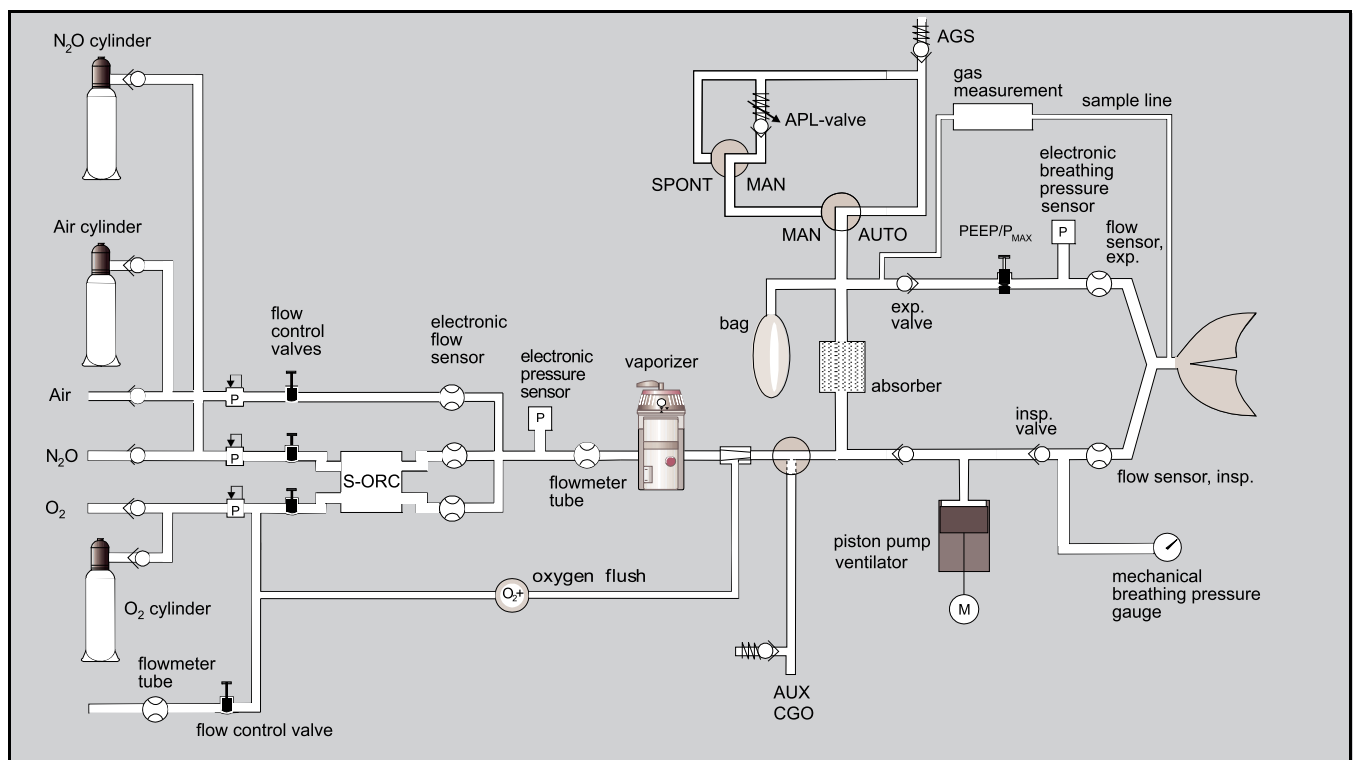 N2O cylinder
AGS
gas
measurement
sample line
APL-valve
electronic
breathing
pressure
sensor
SPONT
MAN
Air cylinder
MAN
AUTO
PEEP/PMAX
P
flow
sensor,
exp.
flow
control
valves
electronic
flow
sensor
electronic
pressure
sensor
vaporizer
bag
exp.
valve
absorber
Air
P
P
insp.
valve
N2O
P
S-ORC
flowmeter
tube
flow sensor, insp.
O2
P
piston pump
ventilator
O2 cylinder
O2+
oxygen flush
M
mechanical
breathing pressure
gauge
flowmeter
tube
flow control valve
AUX
CGO